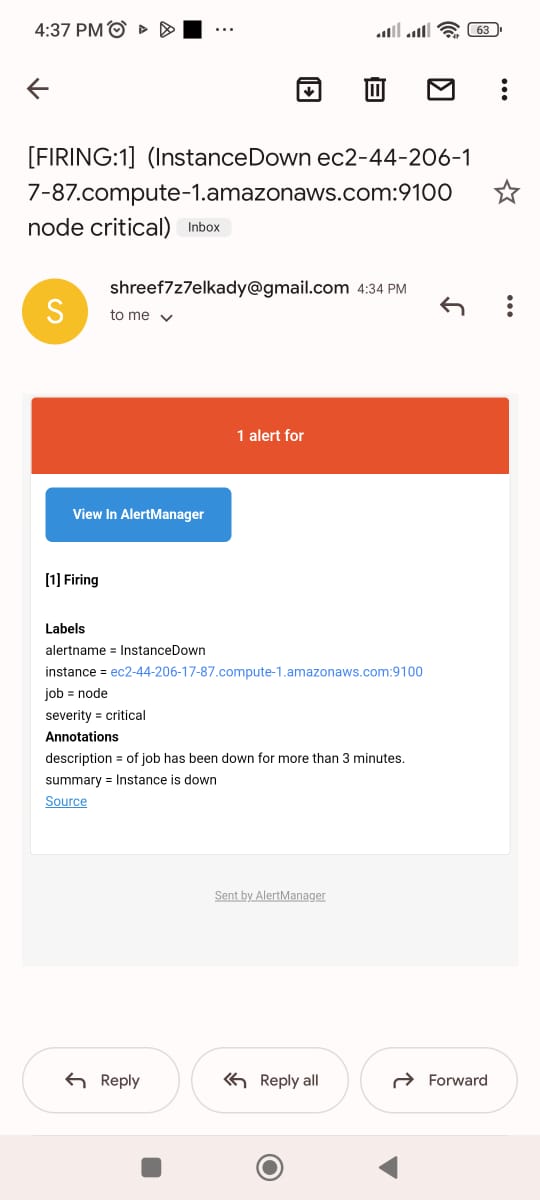 4:37 PM
63
[FIRING:1] (InstanceDown ec2-44-206-1
7-87.compute-1.amazonaws.com:9100
node critical) Inbox
S
shreef7z7elkady@gmail.com 4:34 PM
to me
1 alert for
View In AlertManager
[1] Firing
Labels
alertname = InstanceDown
instance = ec2-44-206-17-87.compute-1.amazonaws.com:9100
job = node
severity = critical
Annotations
description = of job has been down for more than 3 minutes.
summary = Instance is down
Source
Sent by AlertManager
Reply
Reply all
Forward